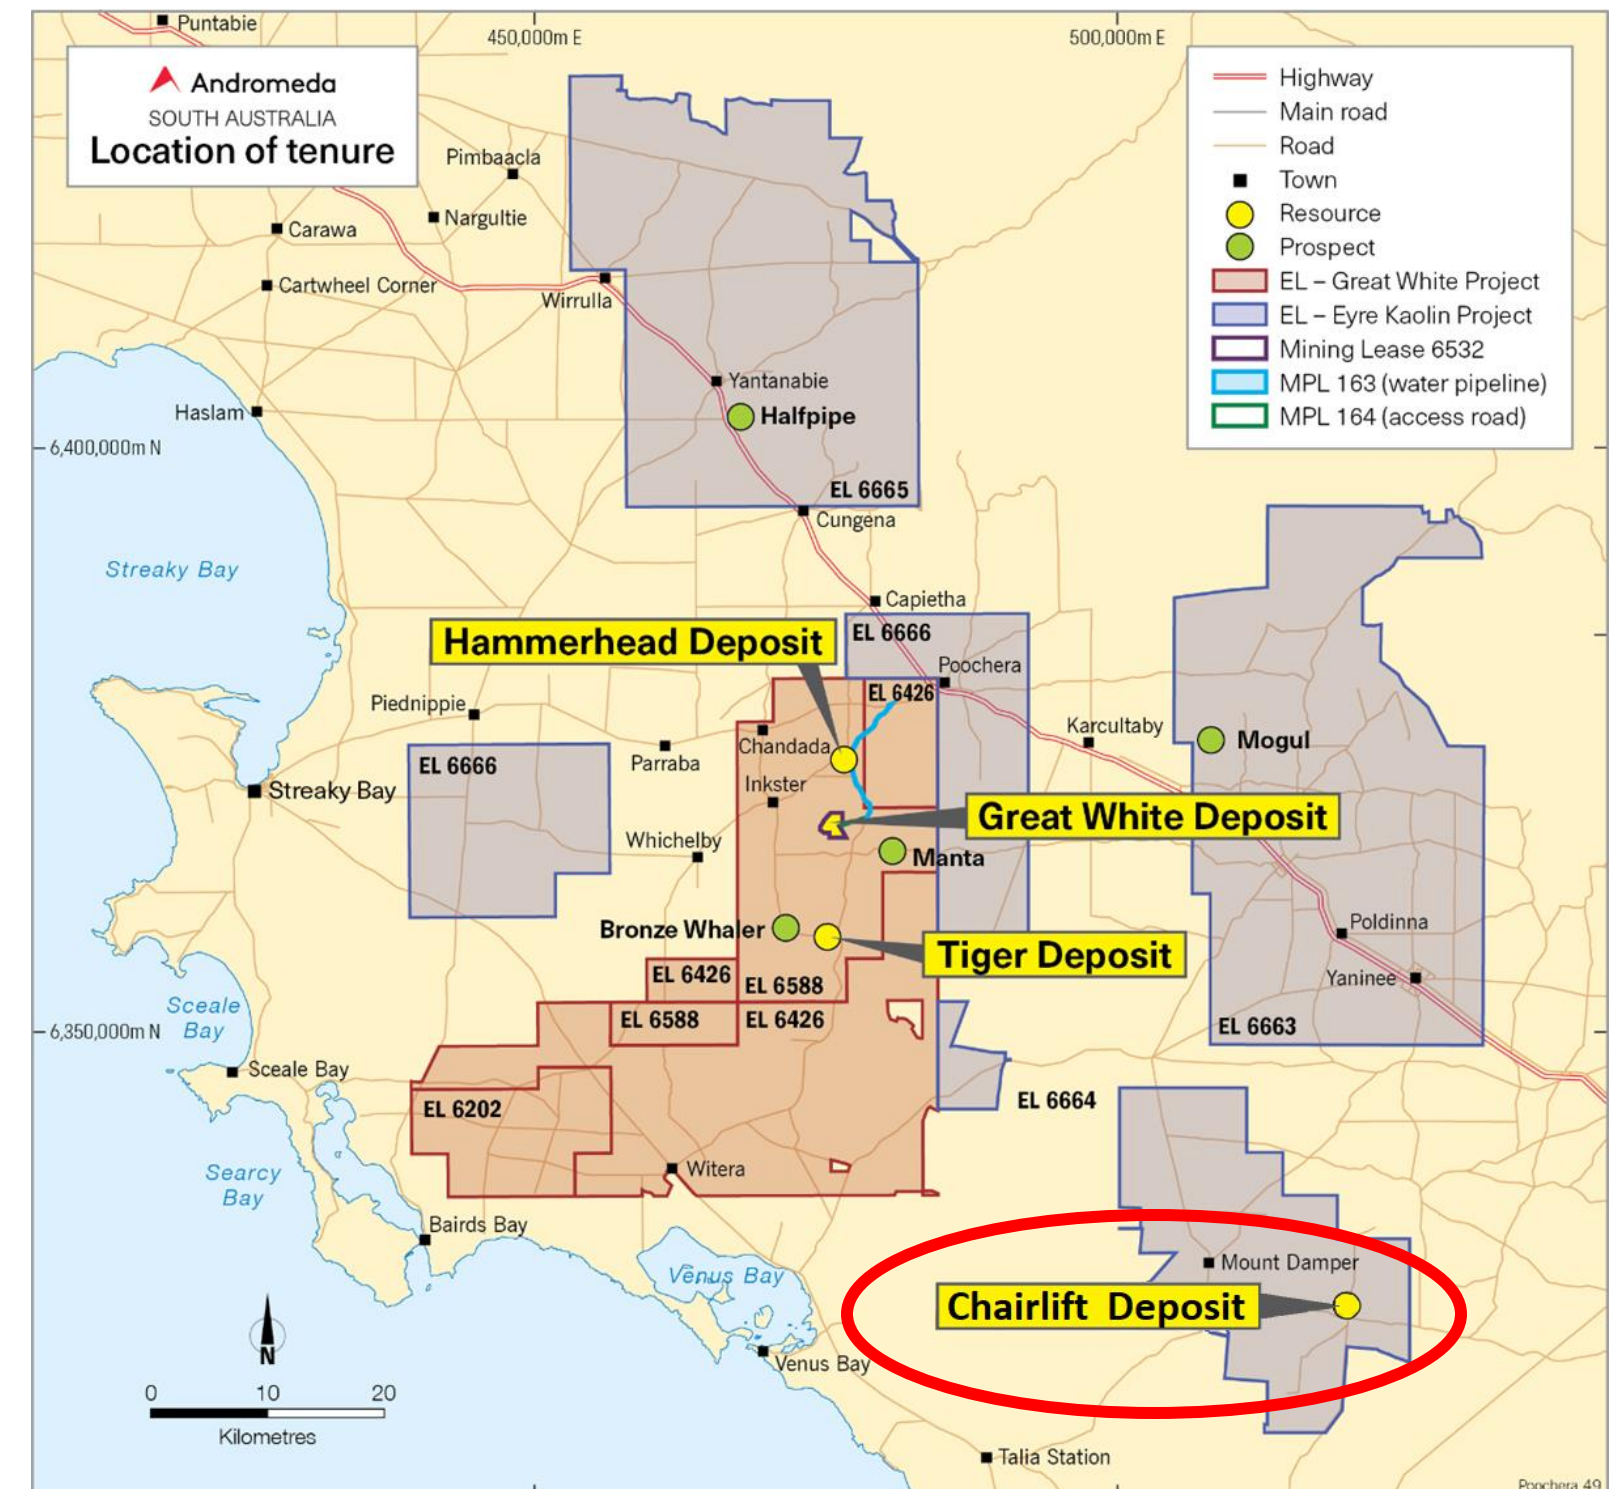 Puntabie
450,000m E
500,000m E
Andromeda
SOUTH AUSTRALIA
Location of tenure
Highway
Main road
Road
Town
Resource
Prospect
EL – Great White Project
EL – Eyre Kaolin Project
Mining Lease 6532
MPL 163 (water pipeline)
MPL 164 (access road)
Pimbaacla
Nargultie
Carawa
Cartwheel Corner
Wirrulla
Yantanabie
Haslam
Halfpipe
6,400,000m N
EL 6665
Cungena
Streaky Bay
Capietha
Hammerhead Deposit
EL 6666
Poochera
EL 6426
Piednippie
Karcultaby
Chandada
Mogul
Parraba
EL 6666
Inkster
Streaky Bay
Great White Deposit
Whichelby
Manta
Poldinna
Bronze Whaler
Tiger Deposit
EL 6426
EL 6588
Yaninee
Sceale
Bay
EL 6588
EL 6426
EL 6663
6,350,000m N
Sceale Bay
EL 6202
EL 6664
Witera
Searcy
Bay
Bairds Bay
Venus Bay
Mount Damper
Chairlift Deposit
N
Venus Bay
0 10 20
Kilometres
Talia Station
Poochera 49